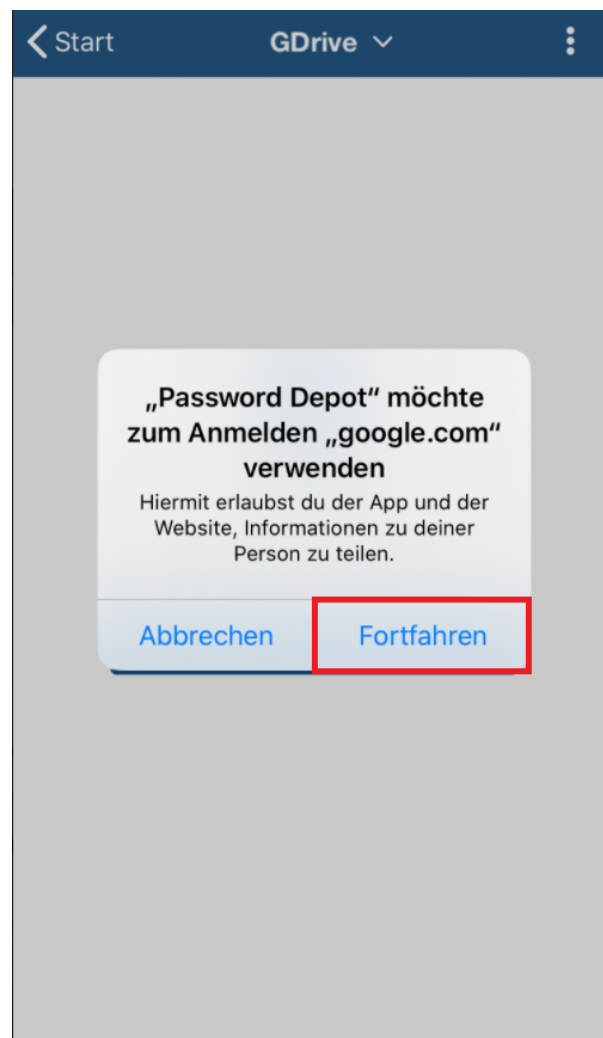 Start GDrive
„Password Depot“ möchte
zum Anmelden „google.com“
verwenden
Hiermit erlaubst du der App und der
Website, Informationen zu deiner
Person zu teilen.
Abbrechen Fortfahren